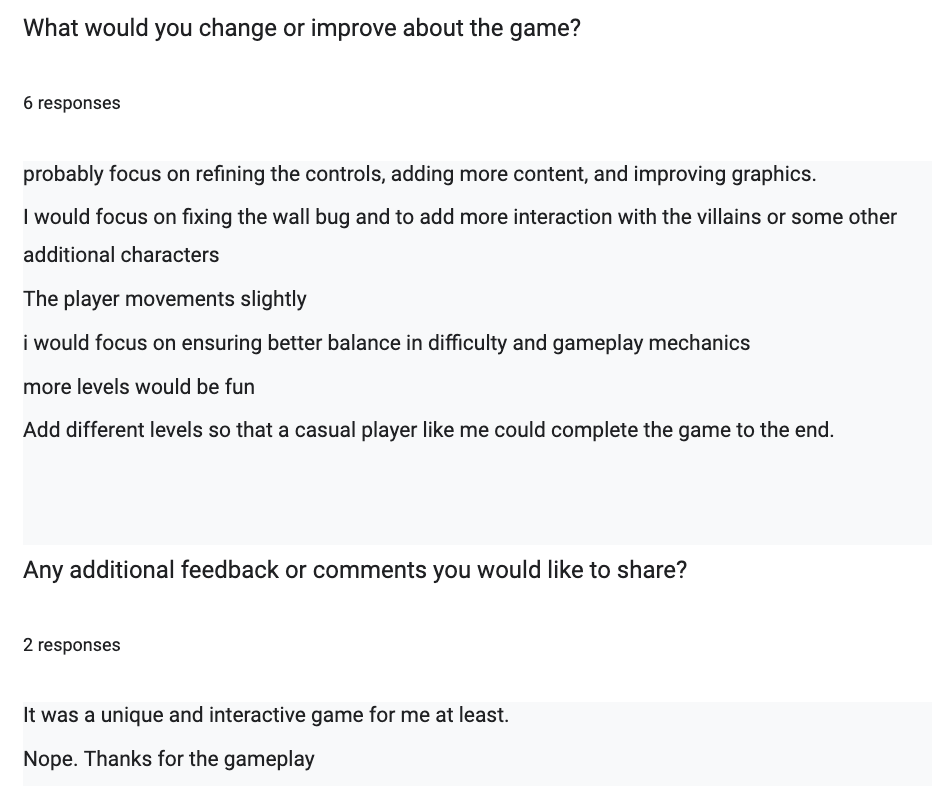 What would you change or improve about the game?
6 responses
probably focus on refining the controls, adding more content, and improving graphics.
I would focus on fixing the wall bug and to add more interaction with the villains or some other
additional characters
The player movements slightly
i would focus on ensuring better balance in difficulty and gameplay mechanics
more levels would be fun
Add different levels so that a casual player like me could complete the game to the end.
Any additional feedback or comments you would like to share?
2 responses
It was a unique and interactive game for me at least.
Nope. Thanks for the gameplay